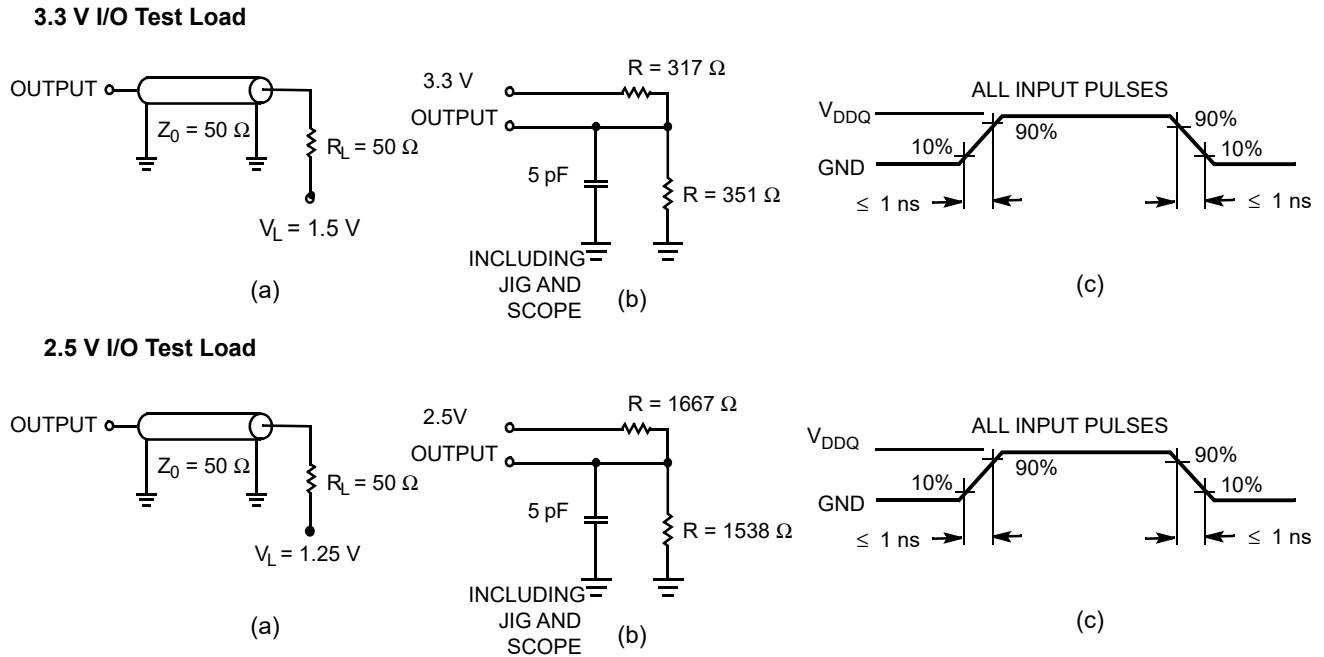 3.3 V I/O Test Load
OUTPUT
Z0 = 50 Ω
RL = 50 Ω
VL = 1.5 V
(a)
3.3 V
OUTPUT
R = 317 Ω
5 pF
R = 351 Ω
INCLUDING
JIG AND
SCOPE
(b)
ALL INPUT PULSES
VDDQ
GND
10%
90%
90%
10%
≤ 1 ns
≤ 1 ns
(c)
2.5 V I/O Test Load
OUTPUT
Z0 = 50 Ω
RL = 50 Ω
VL = 1.25 V
(a)
2.5V
OUTPUT
R = 1667 Ω
5 pF
R = 1538 Ω
INCLUDING
JIG AND
SCOPE
(b)
ALL INPUT PULSES
VDDQ
GND
10%
90%
90%
10%
≤ 1 ns
≤ 1 ns
(c)